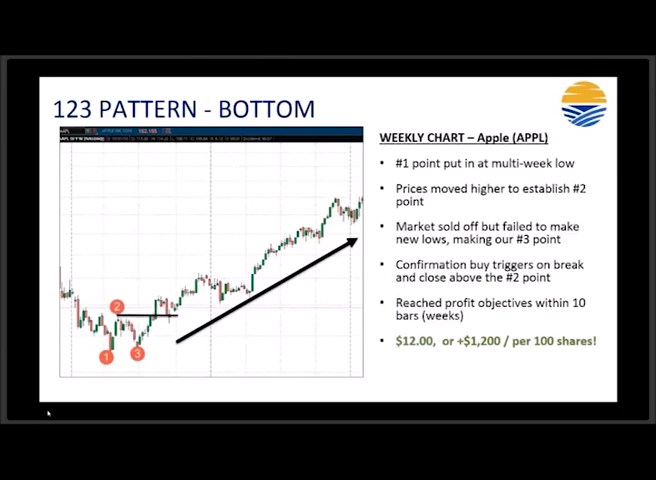 123 PATTERN - BOTTOM
WEEKLY CHART – Apple (APPL)
• #1 point put in at multi-week low
• Prices moved higher to establish #2
point
• Market sold off but failed to make
new lows, making our #3 point
• Confirmation buy triggers on break
and close above the #2 point
• Reached profit objectives within 10
bars (weeks)
• $12.00, or +$1,200 / per 100 shares!
2
1
3